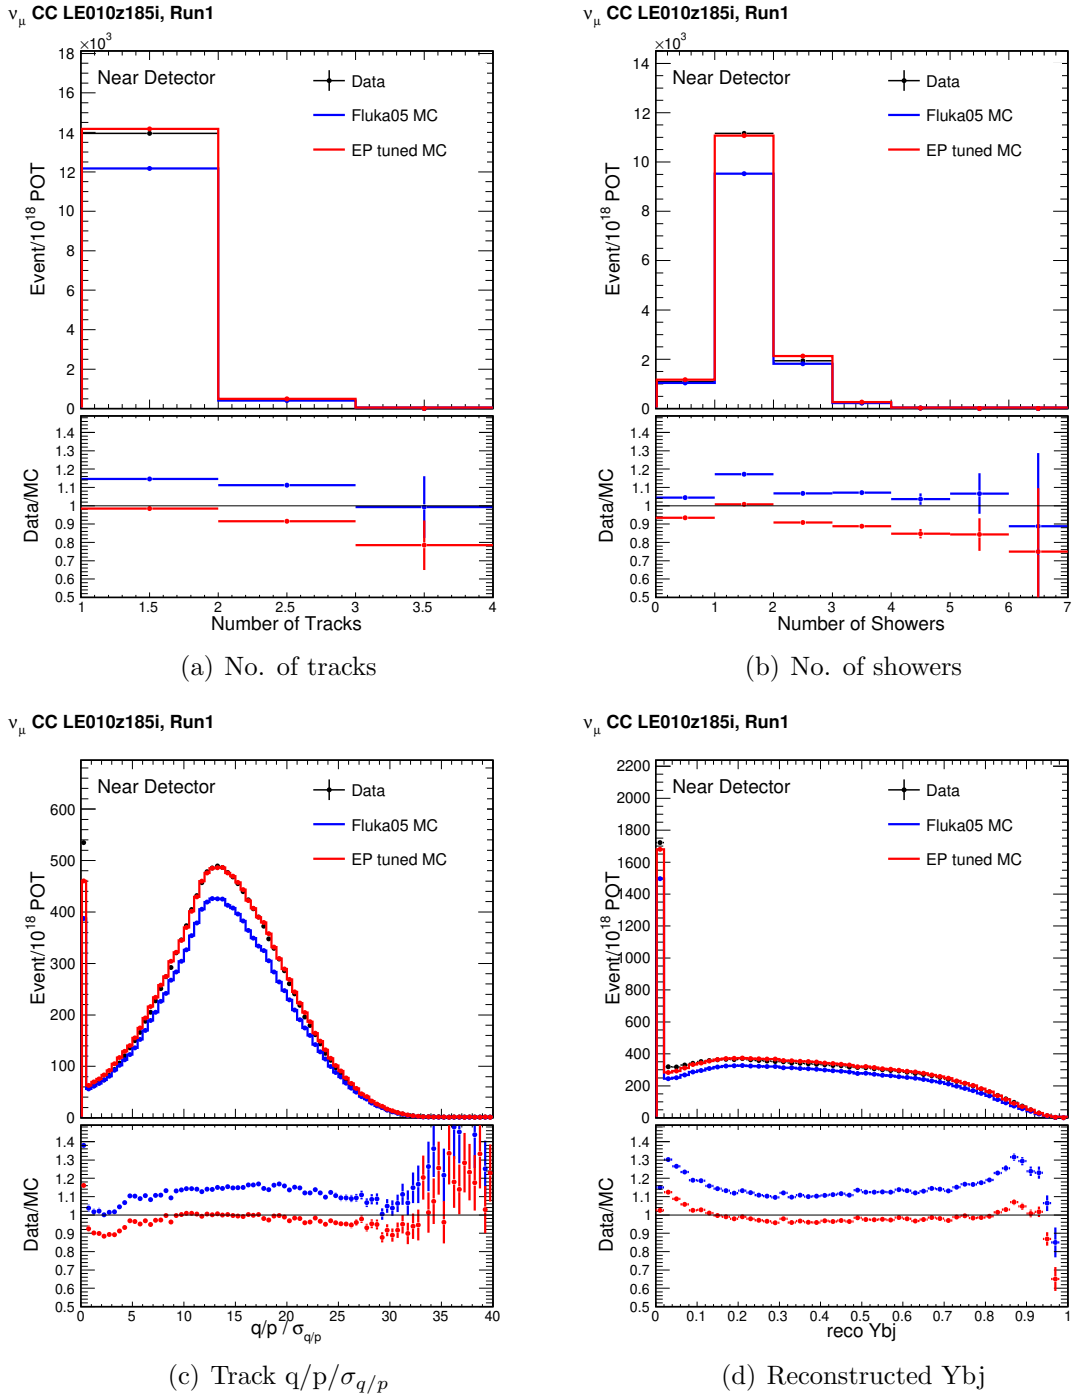 νμ CC LE010z185i, Run1
×10³
Near Detector
Data
Fluka05 MC
EP tuned MC
Event/10¹⁸ POT
18
16
14
12
10
8
6
4
2
0
Data/MC
1.4
1.3
1.2
1.1
1
0.9
0.8
0.7
0.6
0.5
1 1.5 2 2.5 3 3.5 4
Number of Tracks
(a) No. of tracks
νμ CC LE010z185i, Run1
×10³
Near Detector
Data
Fluka05 MC
EP tuned MC
Event/10¹⁸ POT
14
12
10
8
6
4
2
0
Data/MC
1.4
1.3
1.2
1.1
1
0.9
0.8
0.7
0.6
0.5
0 1 2 3 4 5 6 7
Number of Showers
(b) No. of showers
νμ CC LE010z185i, Run1
Near Detector
Data
Fluka05 MC
EP tuned MC
Event/10¹⁸ POT
600
500
400
300
200
100
0
Data/MC
1.4
1.3
1.2
1.1
1
0.9
0.8
0.7
0.6
0.5
0 5 10 15 20 25 30 35 40
q/p / σq/p
(c) Track q/p/σq/p
νμ CC LE010z185i, Run1
Near Detector
Data
Fluka05 MC
EP tuned MC
Event/10¹⁸ POT
2200
2000
1800
1600
1400
1200
1000
800
600
400
200
0
Data/MC
1.4
1.3
1.2
1.1
1
0.9
0.8
0.7
0.6
0.5
0 0.1 0.2 0.3 0.4 0.5 0.6 0.7 0.8 0.9 1
reco Ybj
(d) Reconstructed Ybj